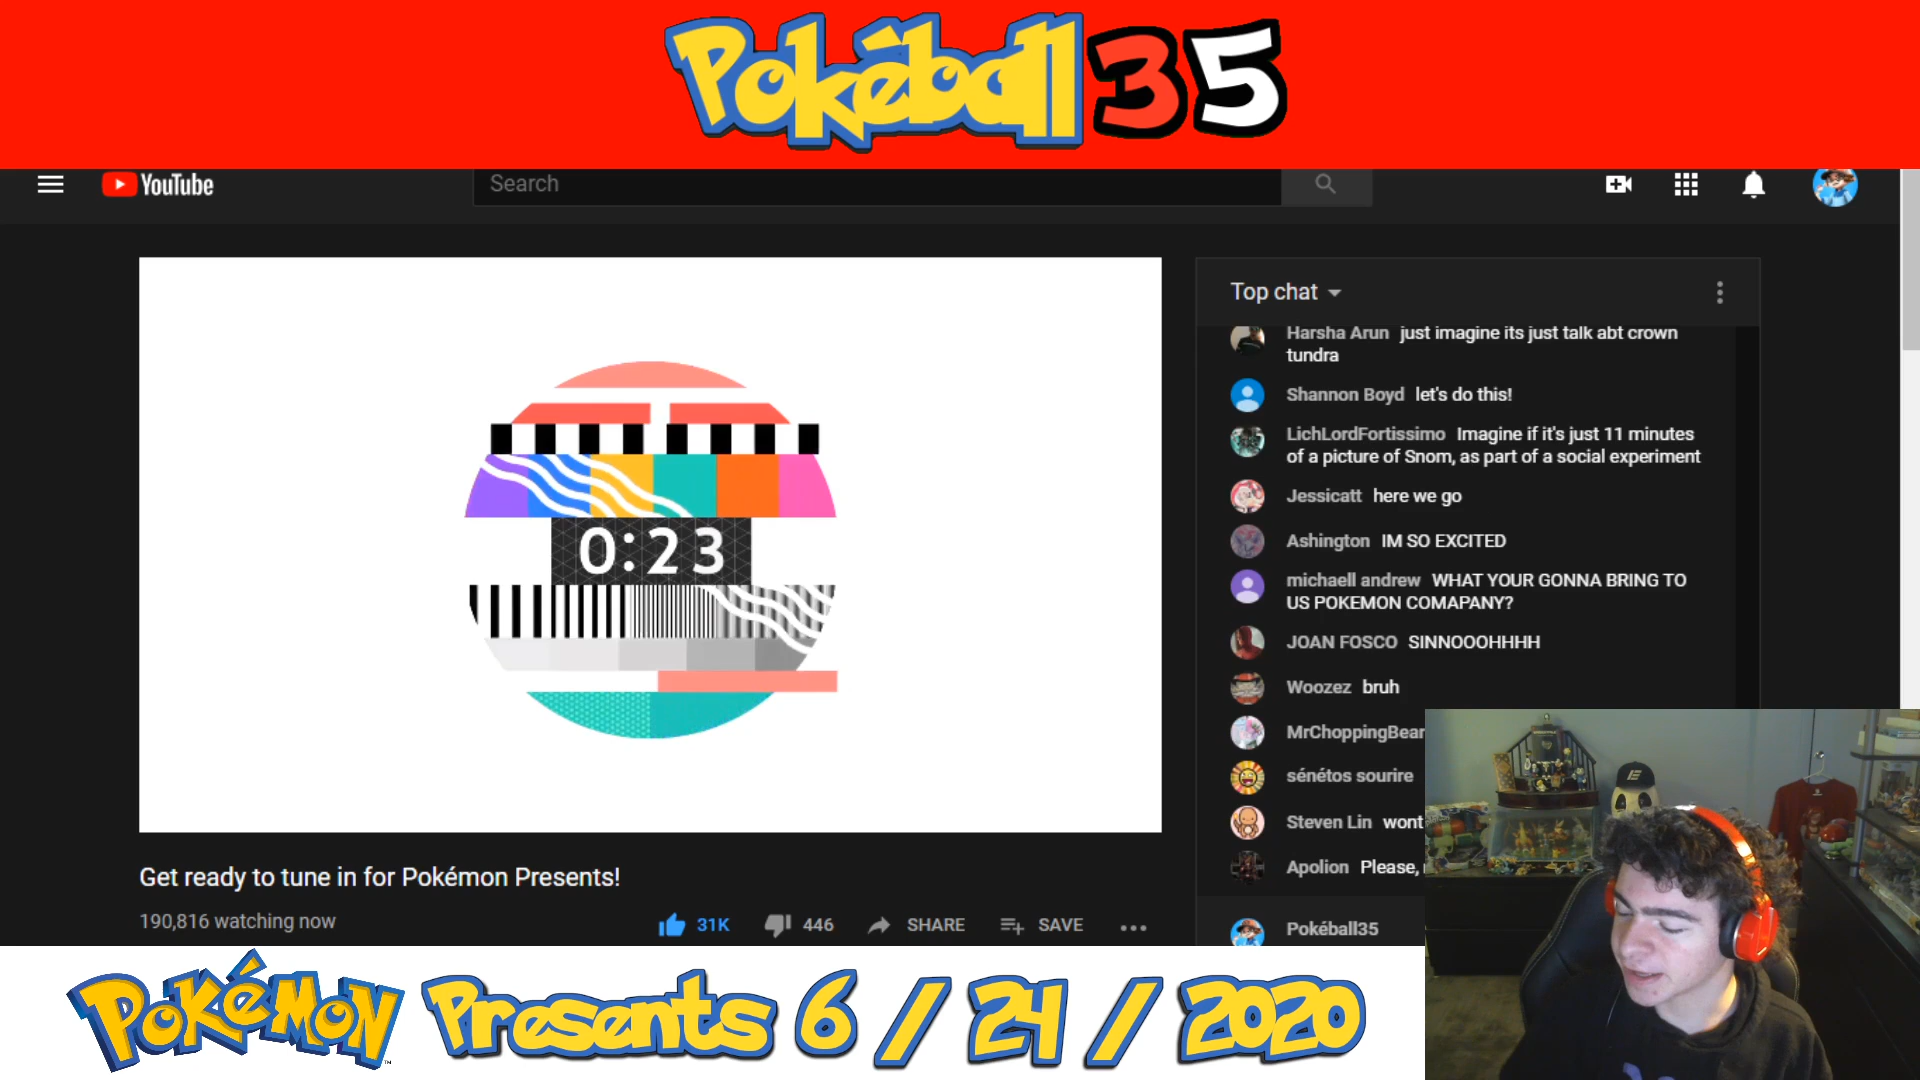 Pokéball 35
YouTube
Search
Top chat
Harsha Arun just imagine its just talk abt crown
tundra
Shannon Boyd let's do this!
LichLordFortissimo Imagine if it's just 11 minutes
of a picture of Snom, as part of a social experiment
Jessicatt here we go
Ashington IM SO EXCITED
michaell andrew WHAT YOUR GONNA BRING TO
US POKEMON COMAPANY?
JOAN FOSCO SINNOOOHHHH
Woozez bruh
MrChoppingBear
sénétos sourire
Steven Lin wont
Apolion Please,
Pokéball35
0:23
Get ready to tune in for Pokémon Presents!
190,816 watching now
31K 446 SHARE SAVE
POKéMON Presents 6 / 24 / 2020